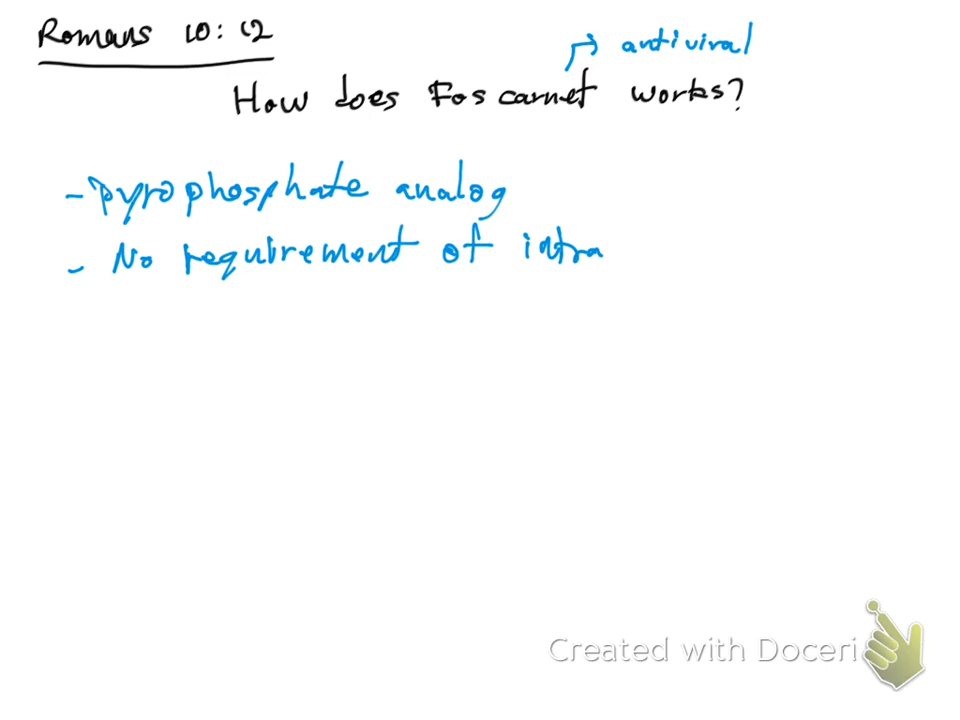 Romans 10:12
antiviral
How does Foscarnet works?
- Pyrophosphate analog
- No requirement of intra
Created with Doceri